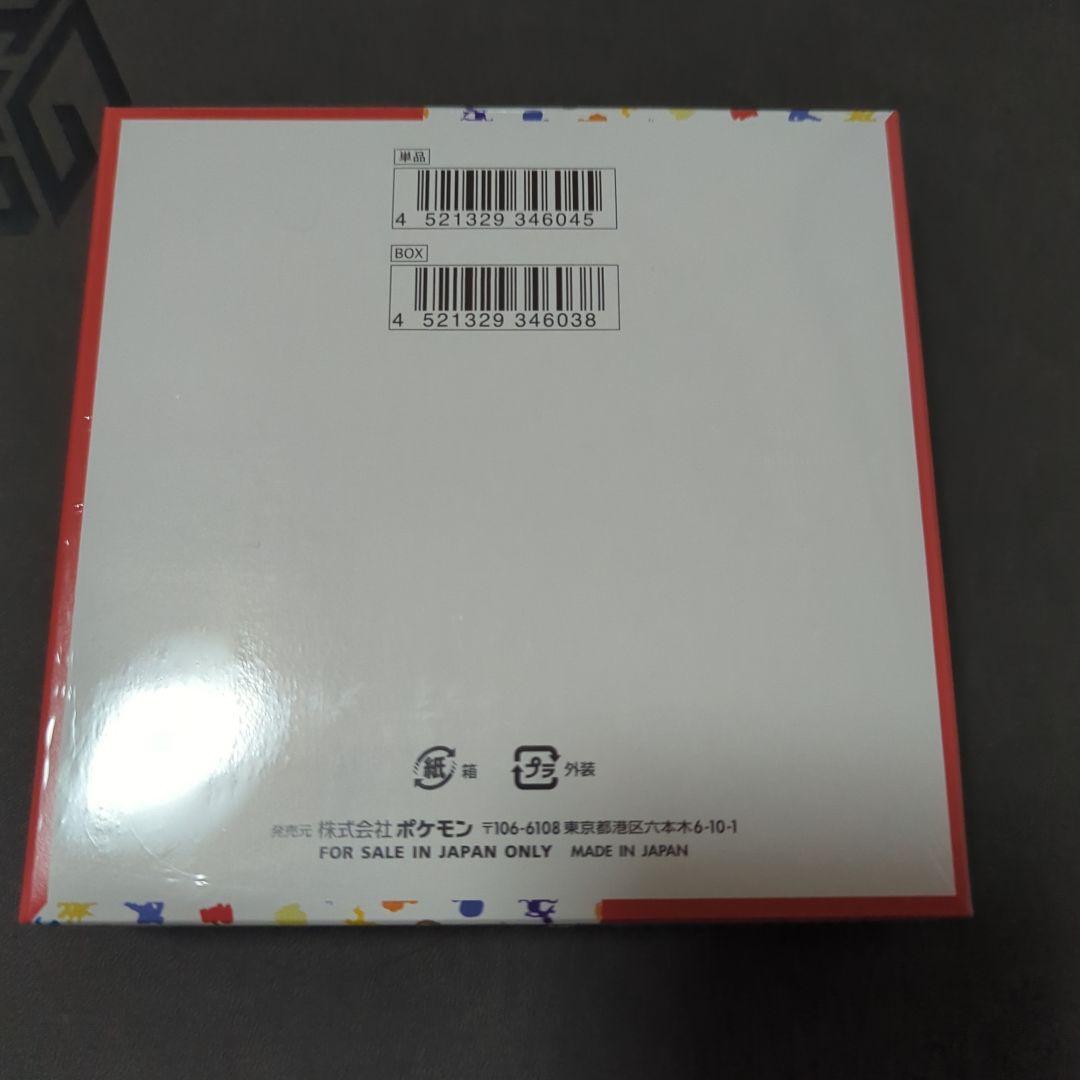 単品
4 521329 346045
BOX
4 521329 346038
紙 箱 プラ 外装
発売元 株式会社 ポケモン 〒106-6108 東京都港区六本木6-10-1
FOR SALE IN JAPAN ONLY MADE IN JAPAN